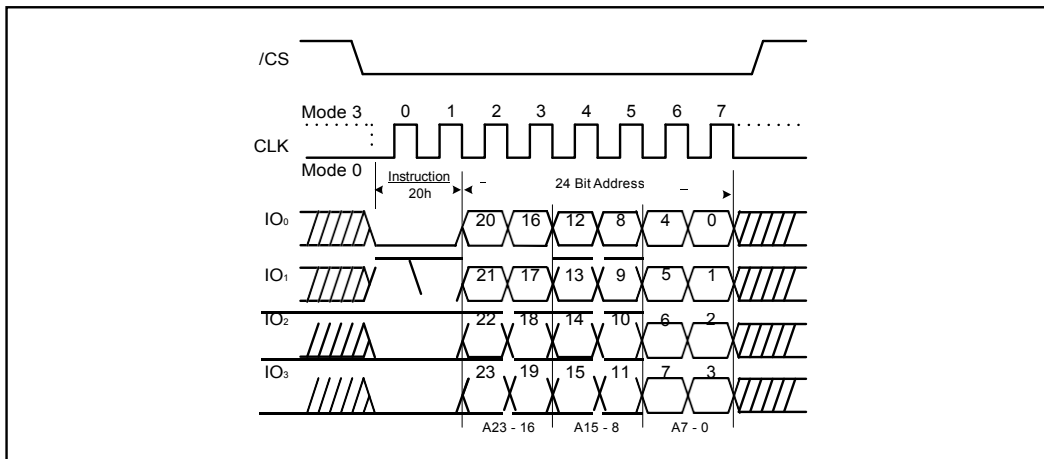 /CS
Mode 3 0 1 2 3 4 5 6 7
CLK
Mode 0
Instruction
20h
24 Bit Address
IO0 20 16 12 8 4 0
IO1 21 17 13 9 5 1
IO2 22 18 14 10 6 2
IO3 23 19 15 11 7 3
A23 - 16 A15 - 8 A7 - 0